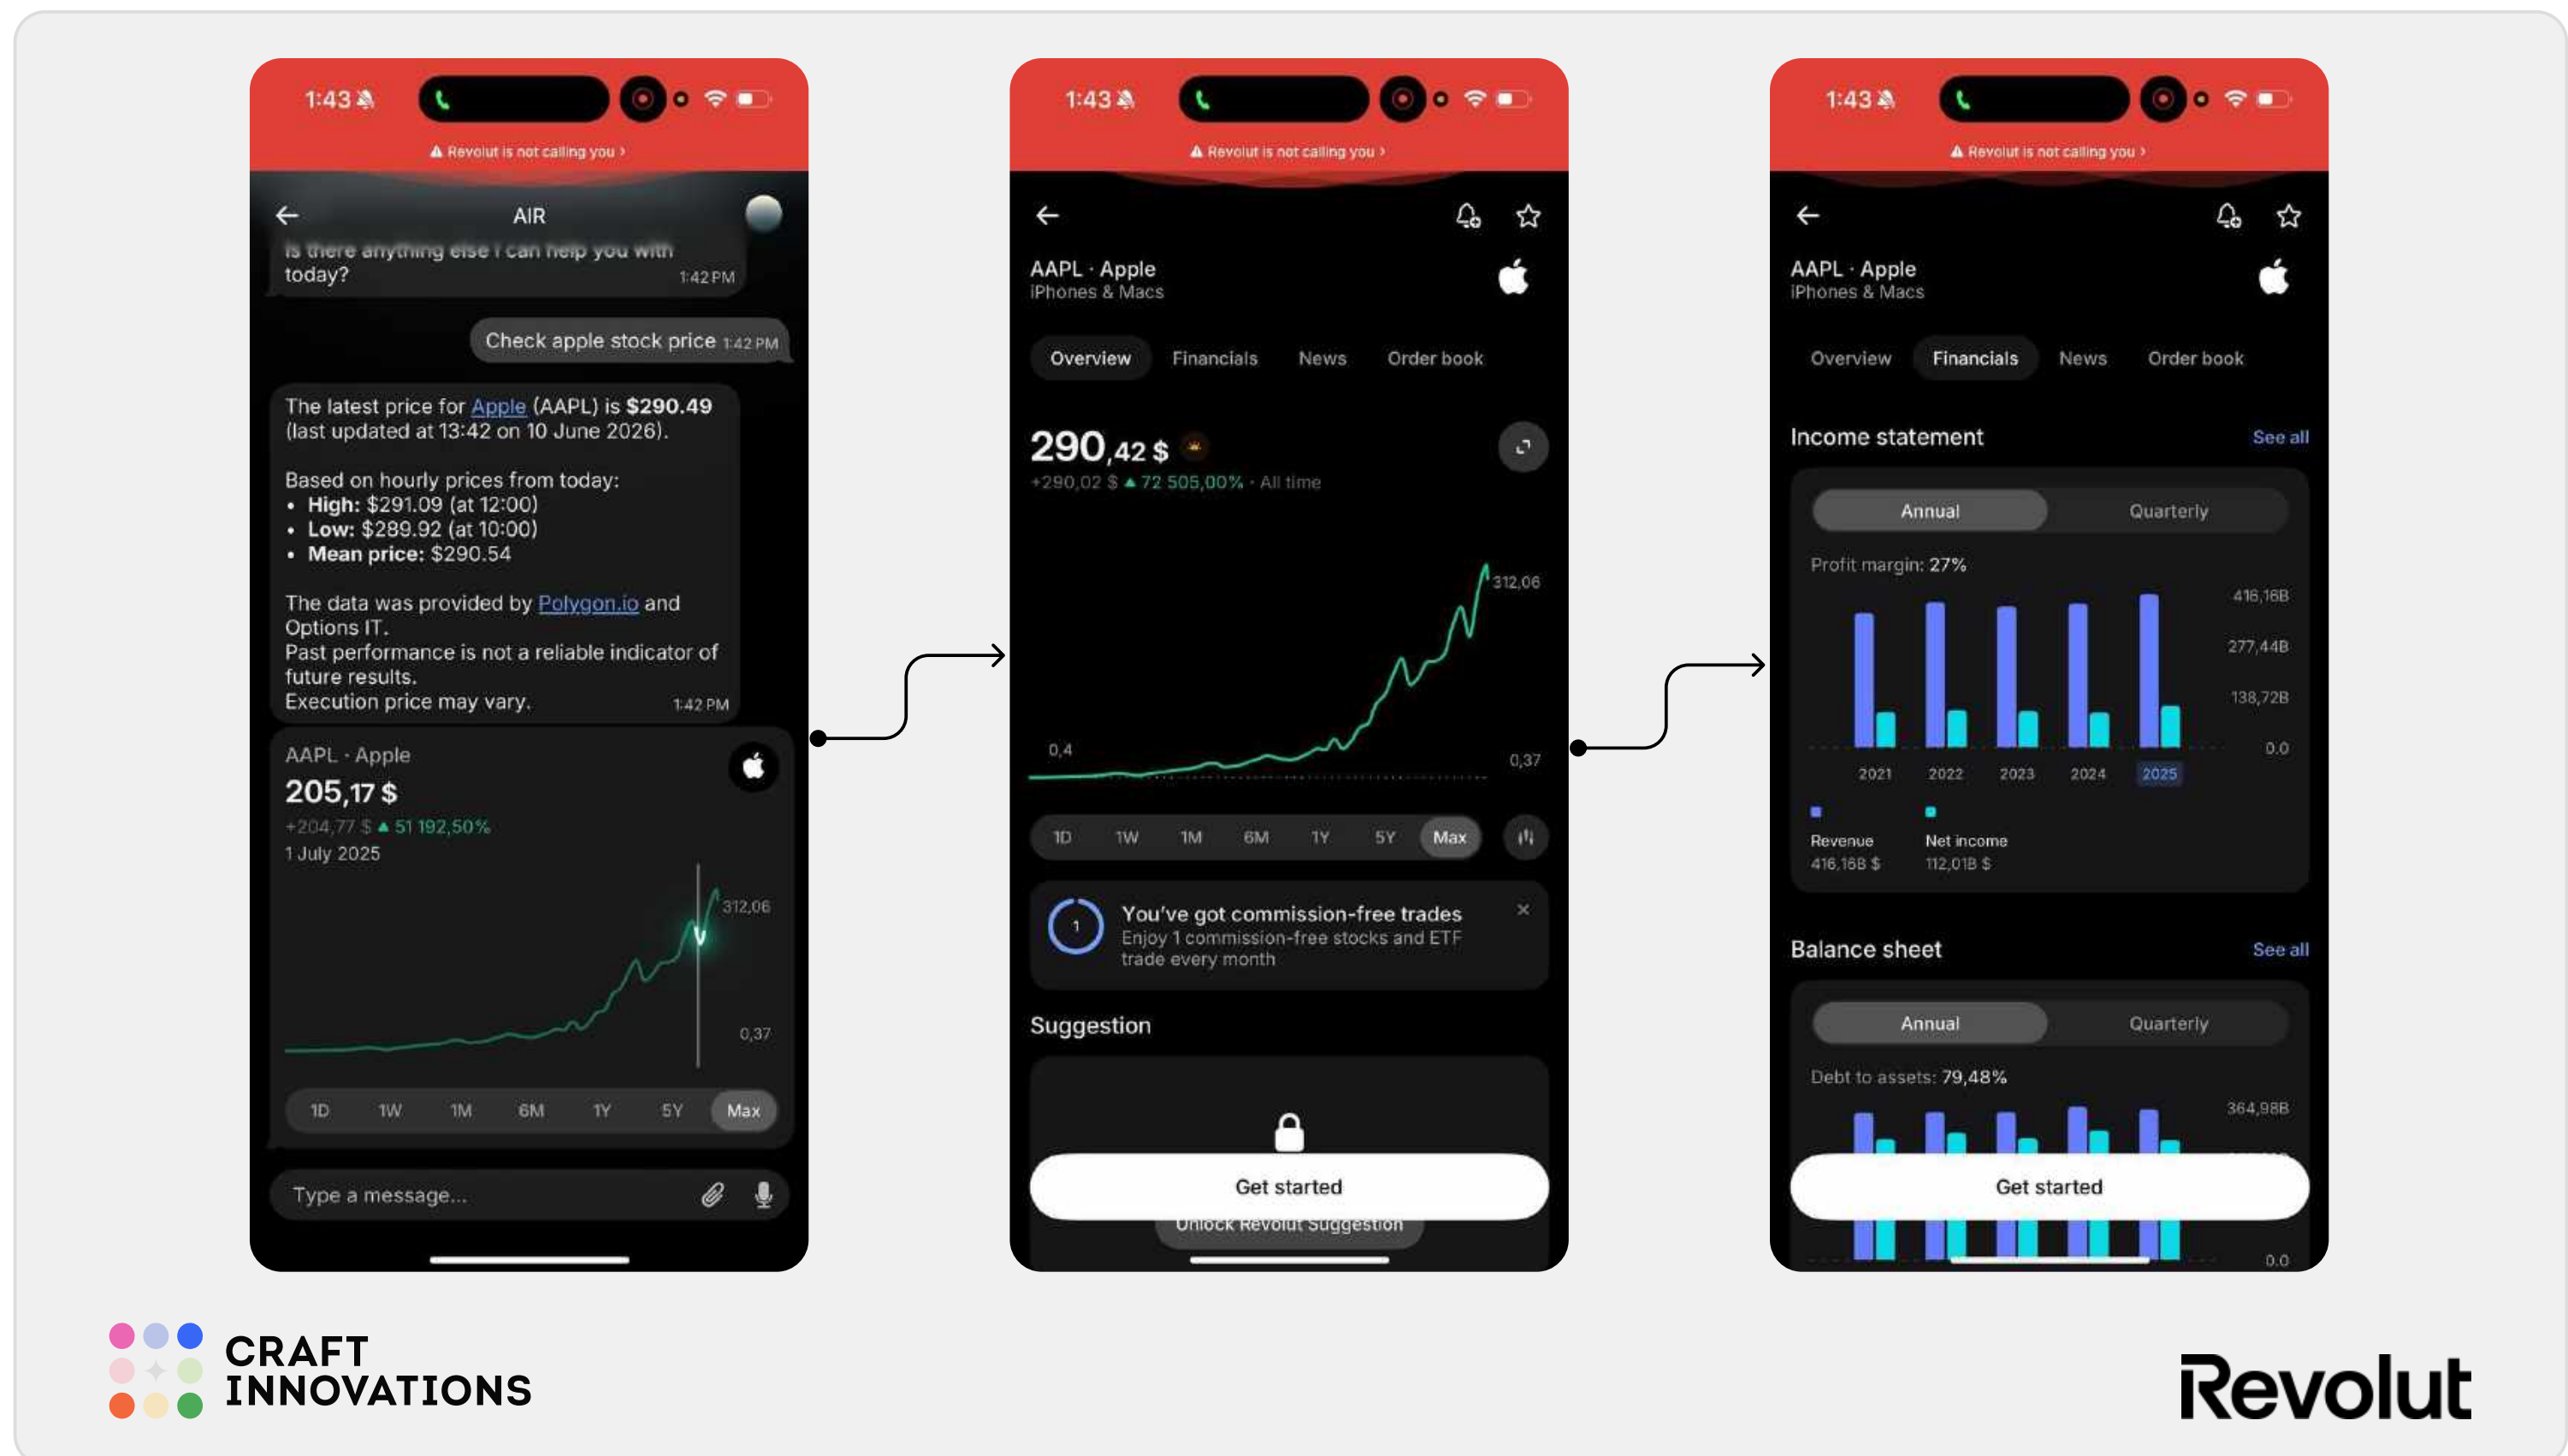 1:43
Revolut is not calling you ›
AIR
Is there anything else I can help you with
today?
1:42 PM
Check apple stock price 1:42 PM
The latest price for Apple (AAPL) is $290.49
(last updated at 13:42 on 10 June 2026).
Based on hourly prices from today:
• High: $291.09 (at 12:00)
• Low: $289.92 (at 10:00)
• Mean price: $290.54
The data was provided by Polygon.io and
Options IT.
Past performance is not a reliable indicator of
future results.
Execution price may vary.
1:42 PM
AAPL · Apple
205,17 $
+204,77 $ ▲ 51 192,50%
1 July 2025
312,06
0,37
1D 1W 1M 6M 1Y 5Y Max
Type a message...
1:43
Revolut is not calling you ›
AAPL · Apple
iPhones & Macs
Overview Financials News Order book
290,42 $
+290,02 $ ▲ 72 505,00% · All time
312,06
0,4
0,37
1D 1W 1M 6M 1Y 5Y Max
1
You've got commission-free trades
Enjoy 1 commission-free stocks and ETF
trade every month
Suggestion
Get started
Unlock Revolut Suggestion
1:43
Revolut is not calling you ›
AAPL · Apple
iPhones & Macs
Overview Financials News Order book
Income statement See all
Annual Quarterly
Profit margin: 27%
416,16B
277,44B
138,72B
0.0
2021 2022 2023 2024 2025
Revenue Net income
416,16B $ 112,01B $
Balance sheet See all
Annual Quarterly
Debt to assets: 79,48%
364,98B
Get started
0.0
CRAFT
INNOVATIONS
Revolut